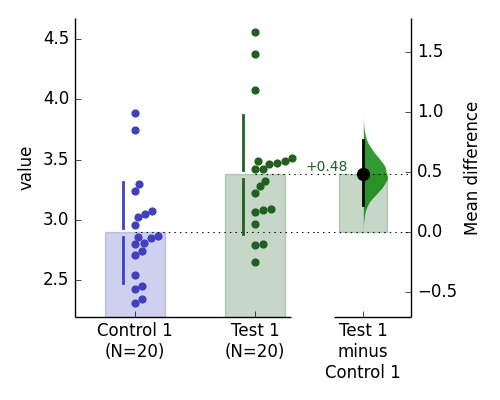 4.5
4.0
3.5
3.0
2.5
value
1.5
1.0
0.5
0.0
−0.5
Mean difference
+0.48
Control 1
(N=20)
Test 1
(N=20)
Test 1
minus
Control 1